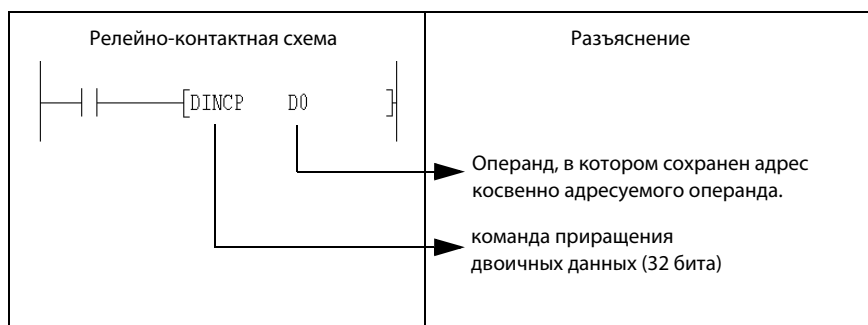 Релейно-контактная схема
Разъяснение
DINCP D0
Операнд, в котором сохранен адрес
косвенно адресуемого операнда.
команда приращения
двоичных данных (32 бита)